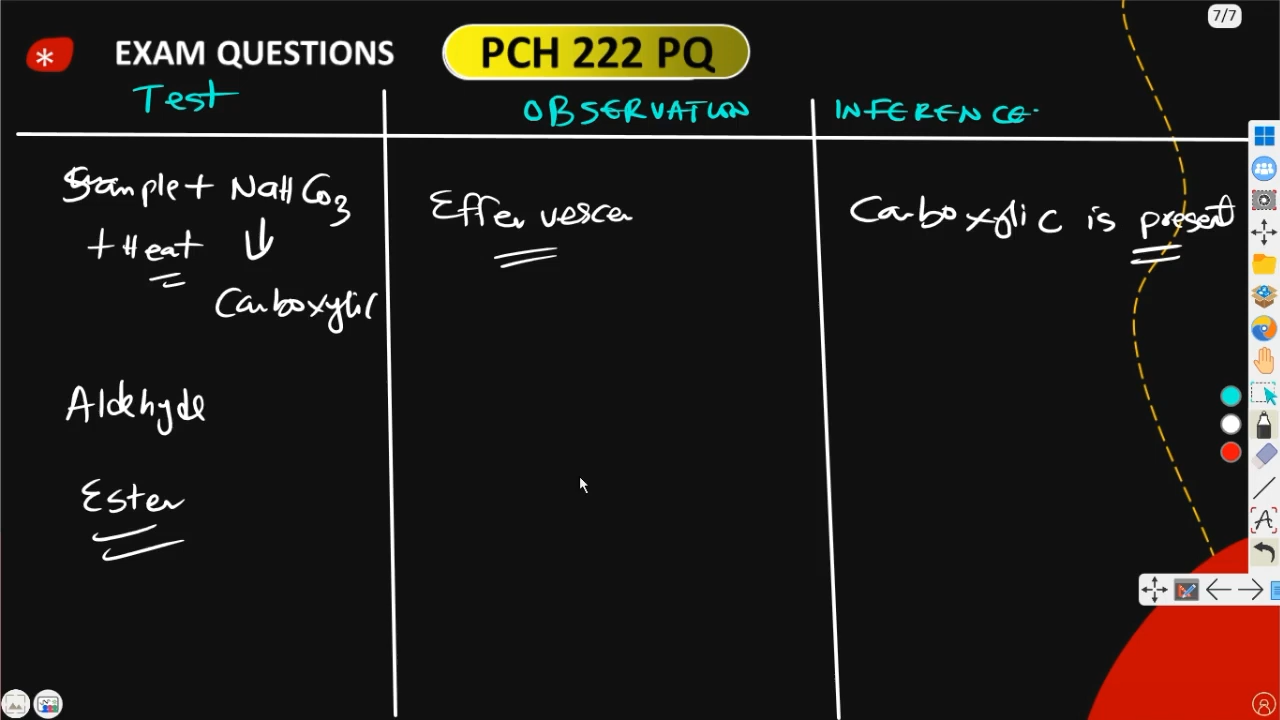 7/7
* EXAM QUESTIONS PCH 222 PQ
Test OBSERVATION INFERENCE
Sample + NaHCO3 Effervescen Carboxylic is present
+ Heat ↓
Carboxylic
Aldehyde
Ester